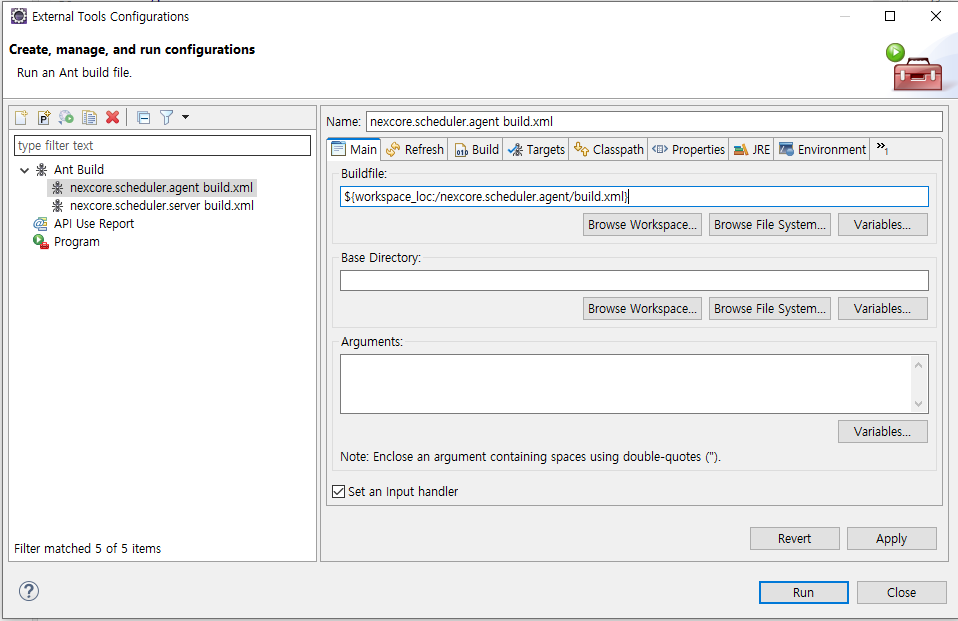 External Tools Configurations
Create, manage, and run configurations
Run an Ant build file.
type filter text
Ant Build
nexcore.scheduler.agent build.xml
nexcore.scheduler.server build.xml
API Use Report
Program
Filter matched 5 of 5 items
Name: nexcore.scheduler.agent build.xml
Main Refresh Build Targets Classpath Properties JRE Environment »1
Buildfile:
${workspace_loc:/nexcore.scheduler.agent/build.xml}
Browse Workspace... Browse File System... Variables...
Base Directory:
Browse Workspace... Browse File System... Variables...
Arguments:
Variables...
Note: Enclose an argument containing spaces using double-quotes (").
Set an Input handler
Revert Apply
Run Close